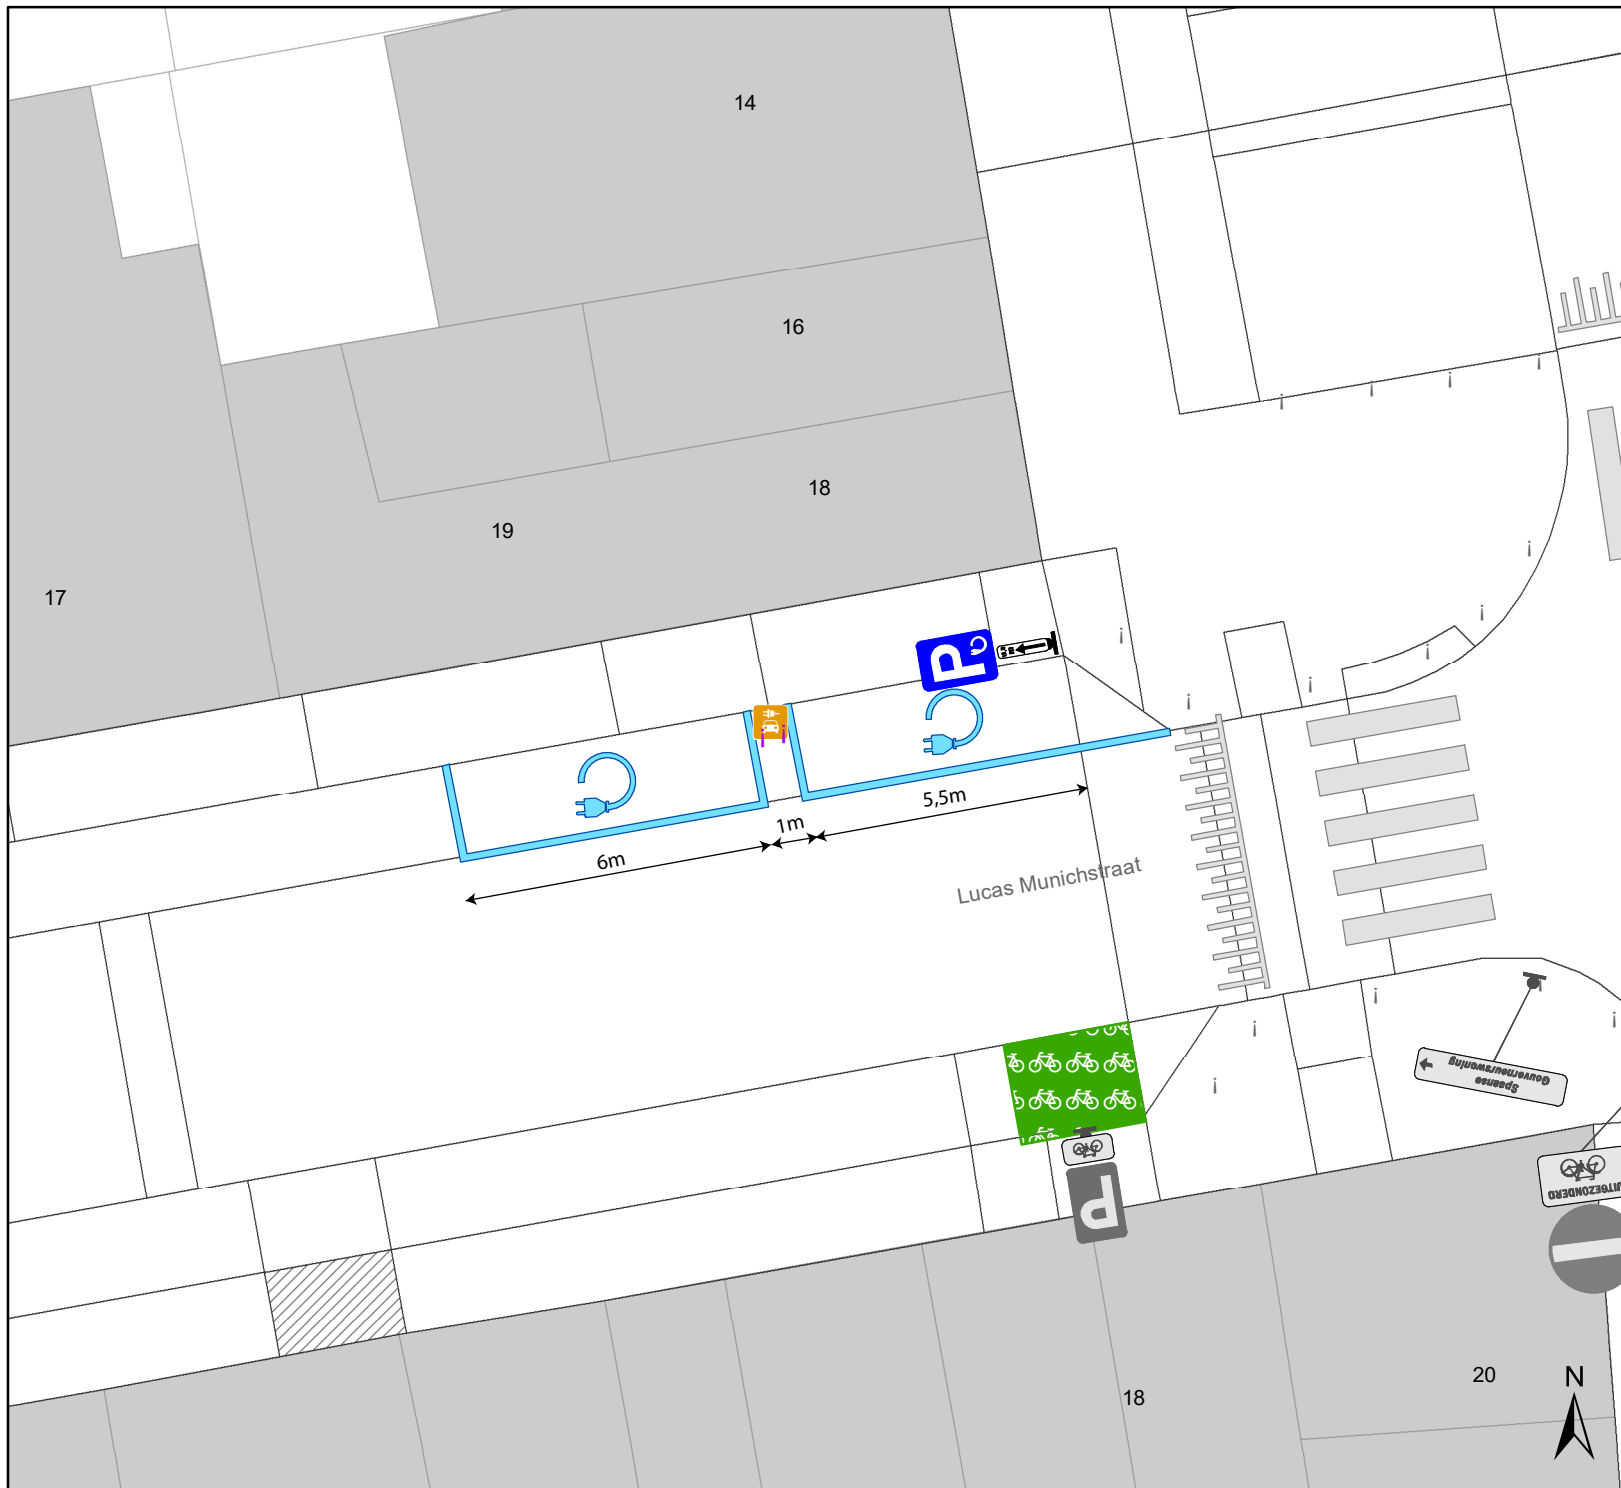 14
16
18
19
17
P
5,5m
1m
6m
Lucas Munichstraat
Spaanse
Gouverneurswoning
P
UITGEZONDERD
20
18
N